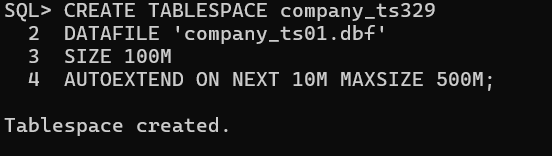 SQL> CREATE TABLESPACE company_ts329
2 DATAFILE 'company_ts01.dbf'
3 SIZE 100M
4 AUTOEXTEND ON NEXT 10M MAXSIZE 500M;
Tablespace created.